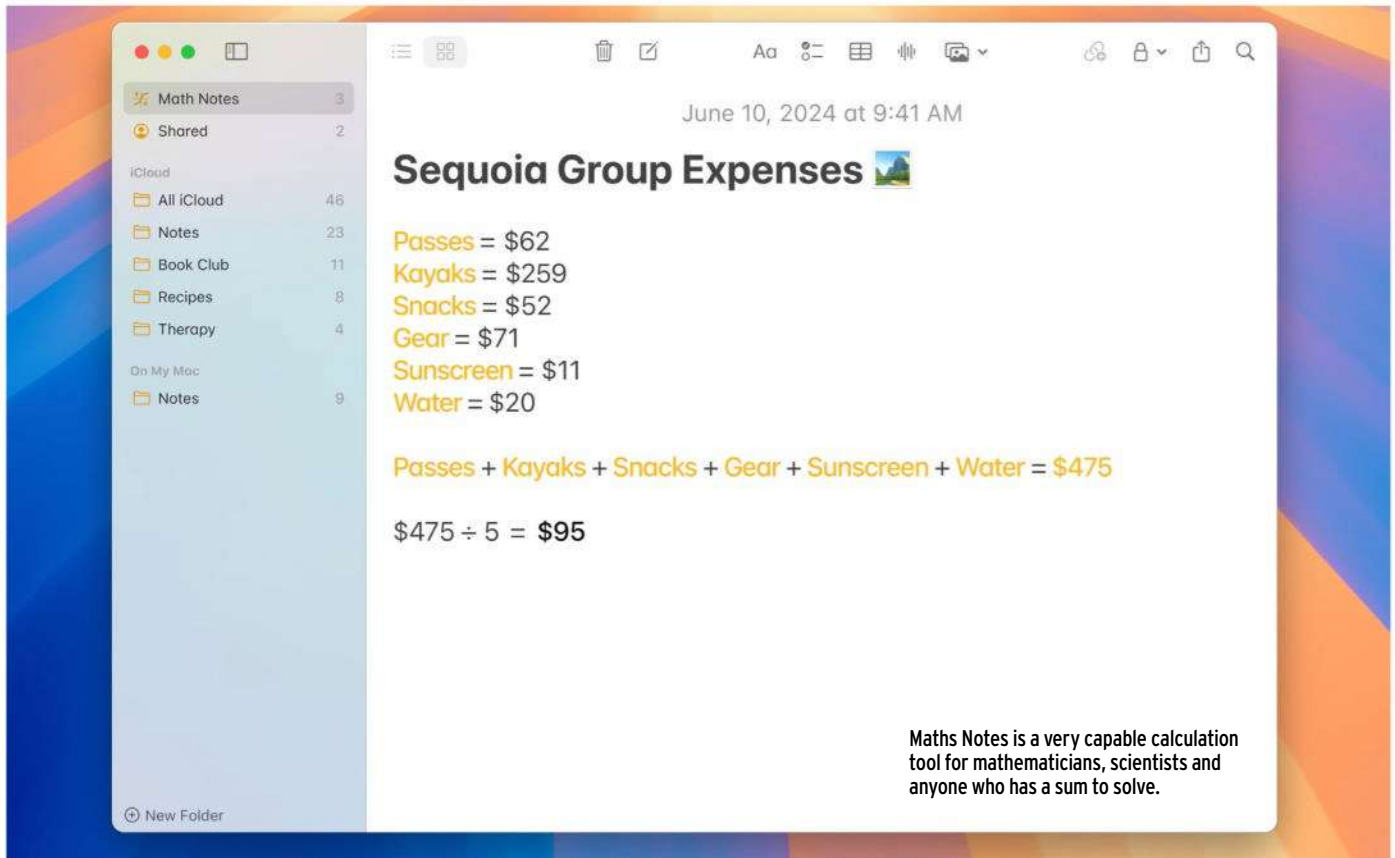 Math Notes 3
Shared 2
iCloud
All iCloud 46
Notes 23
Book Club 11
Recipes 8
Therapy 4
On My Mac
Notes 9
New Folder
Aa
June 10, 2024 at 9:41 AM
Sequoia Group Expenses
Passes = $62
Kayaks = $259
Snacks = $52
Gear = $71
Sunscreen = $11
Water = $20
Passes + Kayaks + Snacks + Gear + Sunscreen + Water = $475
$475 ÷ 5 = $95
Maths Notes is a very capable calculation
tool for mathematicians, scientists and
anyone who has a sum to solve.